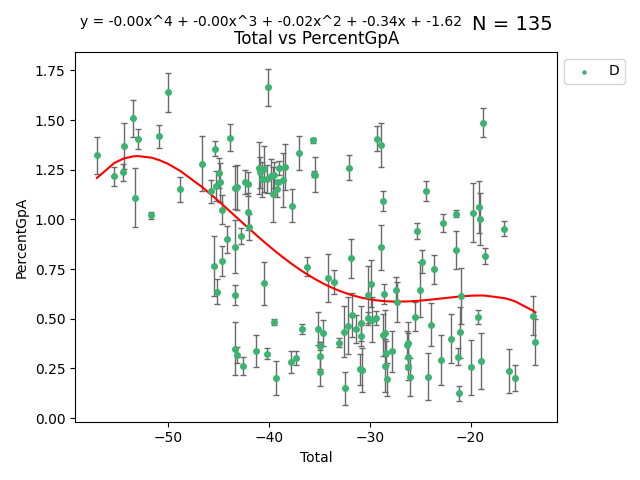 y = -0.00x^4 + -0.00x^3 + -0.02x^2 + -0.34x + -1.62 N = 135
Total vs PercentGpA
D
PercentGpA
1.75
1.50
1.25
1.00
0.75
0.50
0.25
0.00
−50 −40 −30 −20
Total